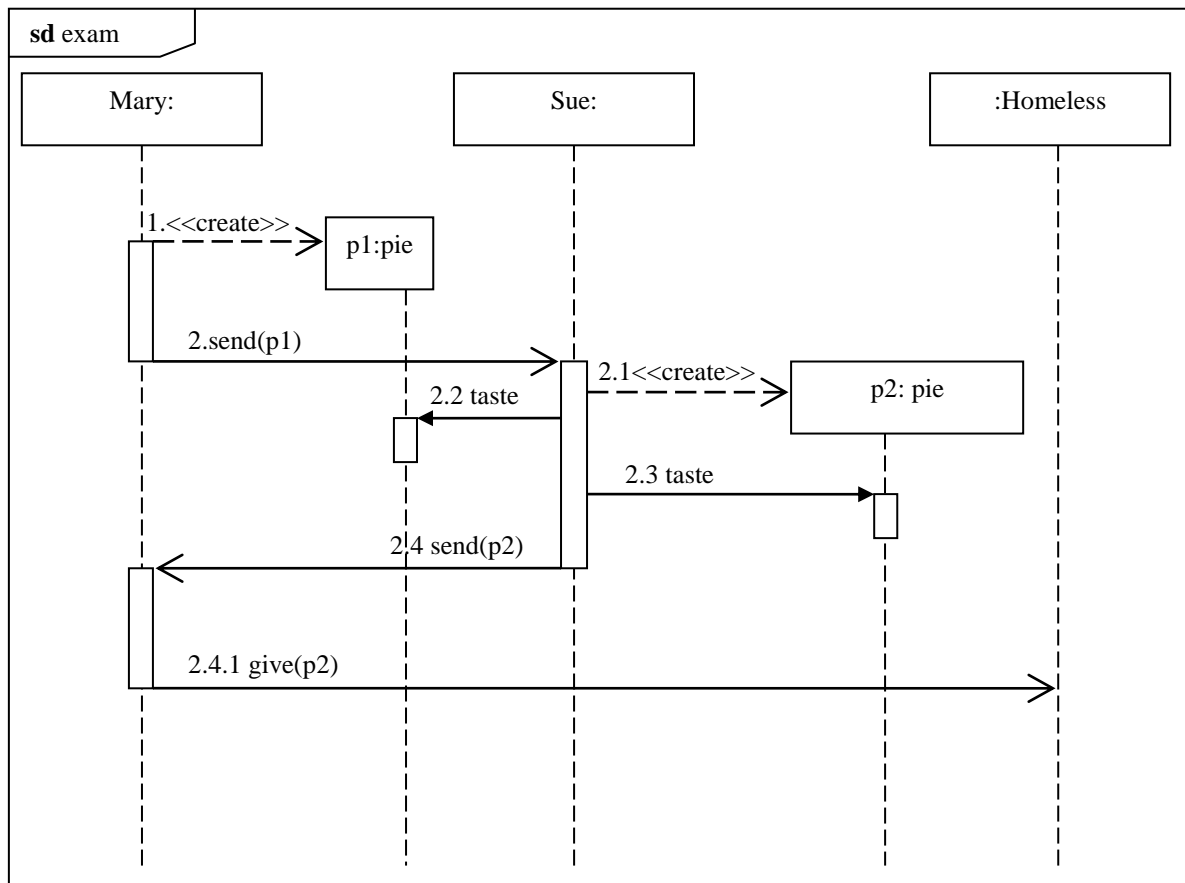 sd exam
Mary:
Sue:
:Homeless
1.<<create>>
p1:pie
2.send(p1)
2.1<<create>>
p2: pie
2.2 taste
2.3 taste
2.4 send(p2)
2.4.1 give(p2)